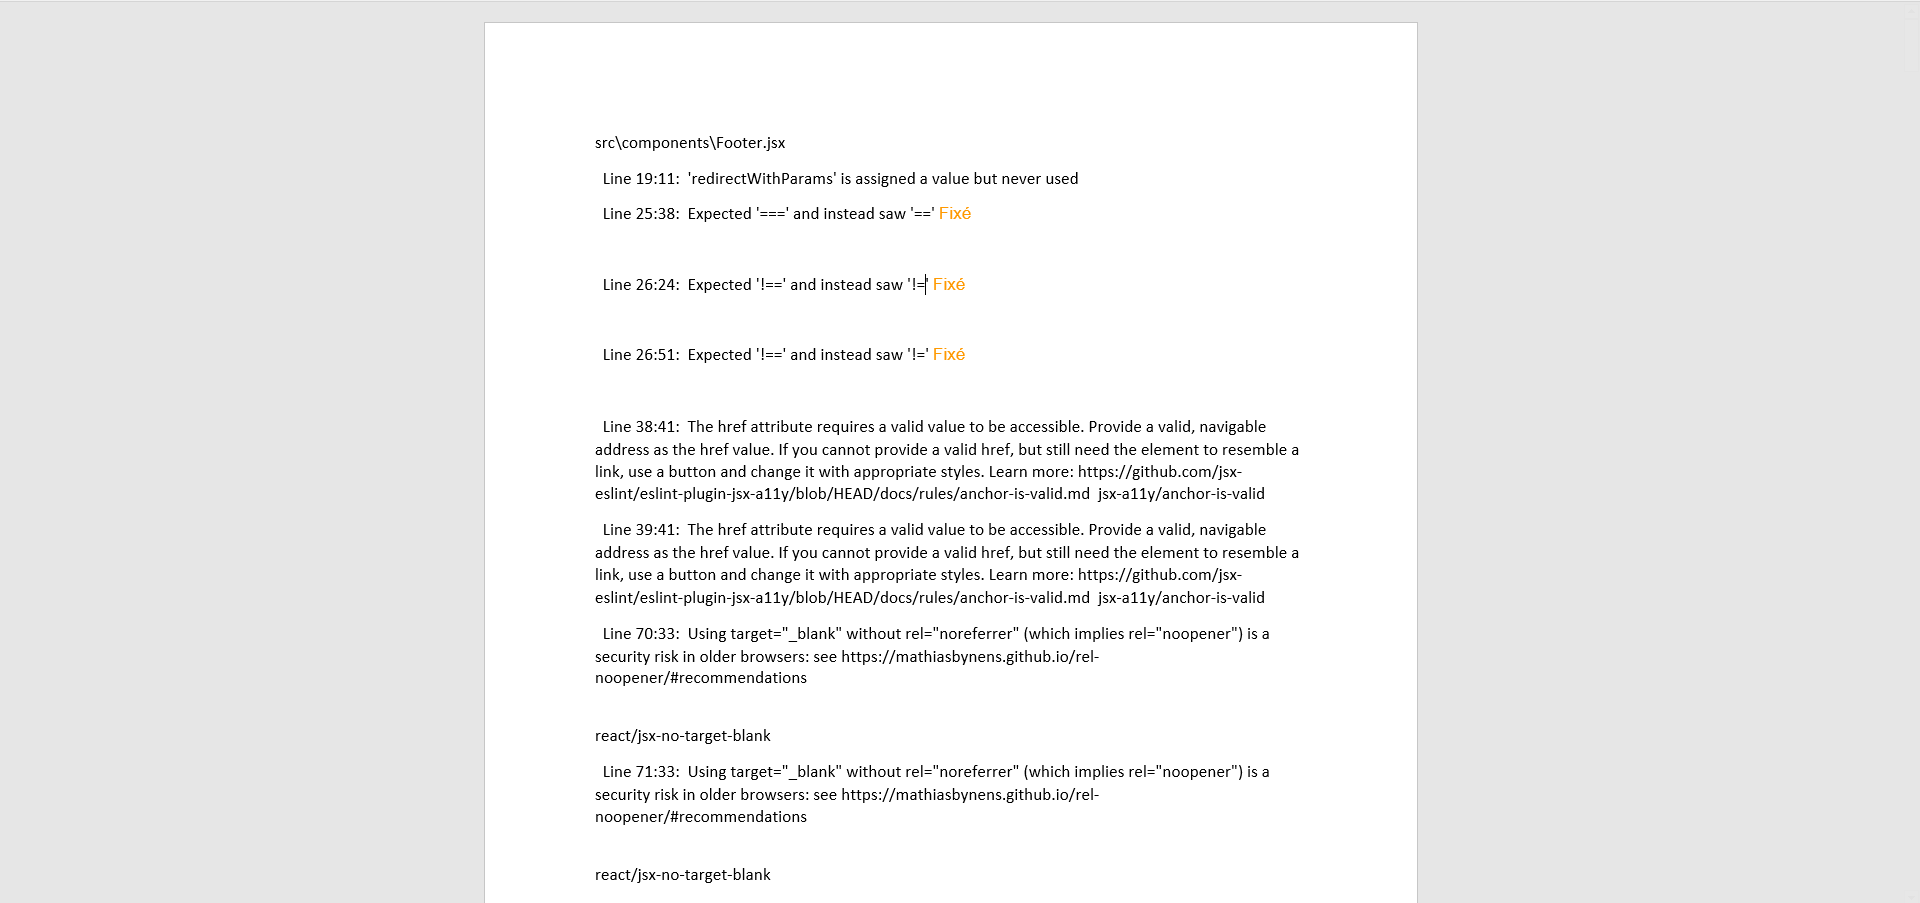 src\components\Footer.jsx
Line 19:11:  'redirectWithParams' is assigned a value but never used
Line 25:38:  Expected '===' and instead saw '==' Fixé
Line 26:24:  Expected '!==' and instead saw '!=' Fixé
Line 26:51:  Expected '!==' and instead saw '!=' Fixé
Line 38:41:  The href attribute requires a valid value to be accessible. Provide a valid, navigable
address as the href value. If you cannot provide a valid href, but still need the element to resemble a
link, use a button and change it with appropriate styles. Learn more: https://github.com/jsx-
eslint/eslint-plugin-jsx-a11y/blob/HEAD/docs/rules/anchor-is-valid.md  jsx-a11y/anchor-is-valid
Line 39:41:  The href attribute requires a valid value to be accessible. Provide a valid, navigable
address as the href value. If you cannot provide a valid href, but still need the element to resemble a
link, use a button and change it with appropriate styles. Learn more: https://github.com/jsx-
eslint/eslint-plugin-jsx-a11y/blob/HEAD/docs/rules/anchor-is-valid.md  jsx-a11y/anchor-is-valid
Line 70:33:  Using target="_blank" without rel="noreferrer" (which implies rel="noopener") is a
security risk in older browsers: see https://mathiasbynens.github.io/rel-
noopener/#recommendations
react/jsx-no-target-blank
Line 71:33:  Using target="_blank" without rel="noreferrer" (which implies rel="noopener") is a
security risk in older browsers: see https://mathiasbynens.github.io/rel-
noopener/#recommendations
react/jsx-no-target-blank